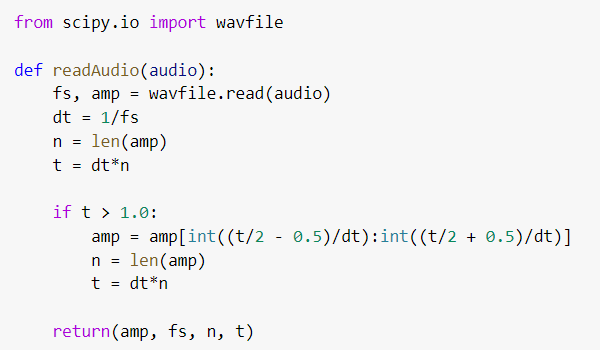 from scipy.io import wavfile
def readAudio(audio):
    fs, amp = wavfile.read(audio)
    dt = 1/fs
    n = len(amp)
    t = dt*n
    if t > 1.0:
        amp = amp[int((t/2 - 0.5)/dt):int((t/2 + 0.5)/dt)]
        n = len(amp)
        t = dt*n
    return(amp, fs, n, t)